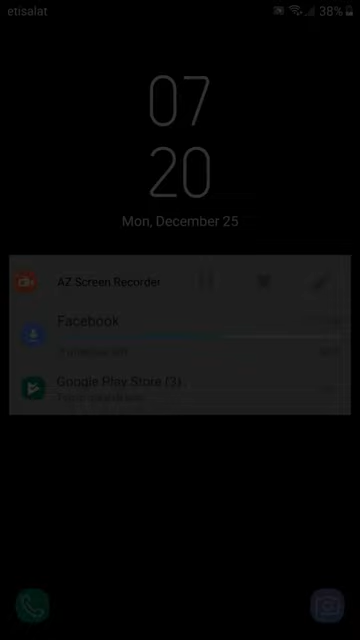 etisalat
38%
07
20
Mon, December 25
AZ Screen Recorder
Facebook
Google Play Store (3)